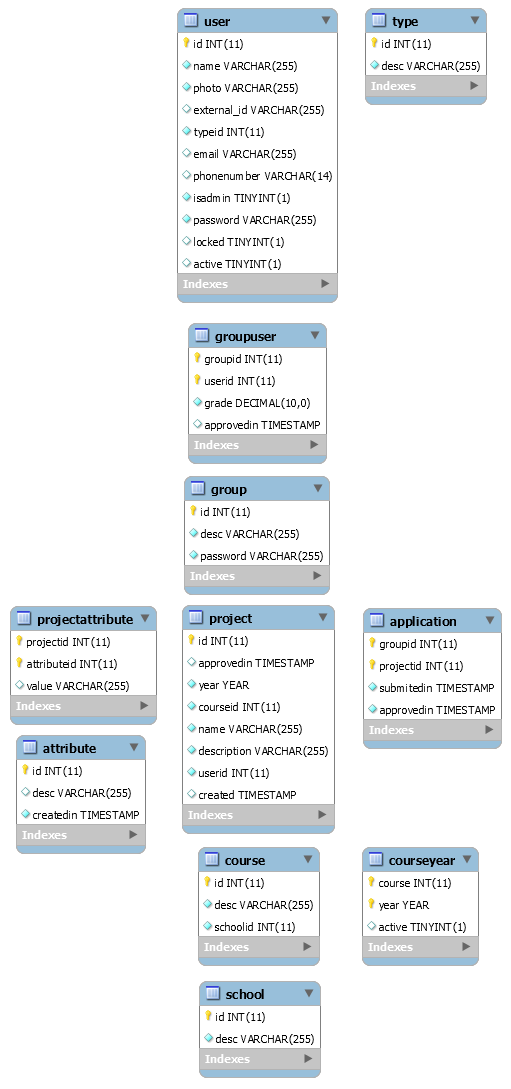 user
id INT(11)
name VARCHAR(255)
photo VARCHAR(255)
external_id VARCHAR(255)
typeid INT(11)
email VARCHAR(255)
phonenumber VARCHAR(14)
isadmin TINYINT(1)
password VARCHAR(255)
locked TINYINT(1)
active TINYINT(1)
Indexes
type
id INT(11)
desc VARCHAR(255)
Indexes
groupuser
groupid INT(11)
userid INT(11)
grade DECIMAL(10,0)
approvedin TIMESTAMP
Indexes
group
id INT(11)
desc VARCHAR(255)
password VARCHAR(255)
Indexes
projectattribute
projectid INT(11)
attributeid INT(11)
value VARCHAR(255)
Indexes
project
id INT(11)
approvedin TIMESTAMP
year YEAR
courseid INT(11)
name VARCHAR(255)
description VARCHAR(255)
userid INT(11)
created TIMESTAMP
Indexes
application
groupid INT(11)
projectid INT(11)
submitedin TIMESTAMP
approvedin TIMESTAMP
Indexes
attribute
id INT(11)
desc VARCHAR(255)
createdin TIMESTAMP
Indexes
course
id INT(11)
desc VARCHAR(255)
schoolid INT(11)
Indexes
courseyear
course INT(11)
year YEAR
active TINYINT(1)
Indexes
school
id INT(11)
desc VARCHAR(255)
Indexes